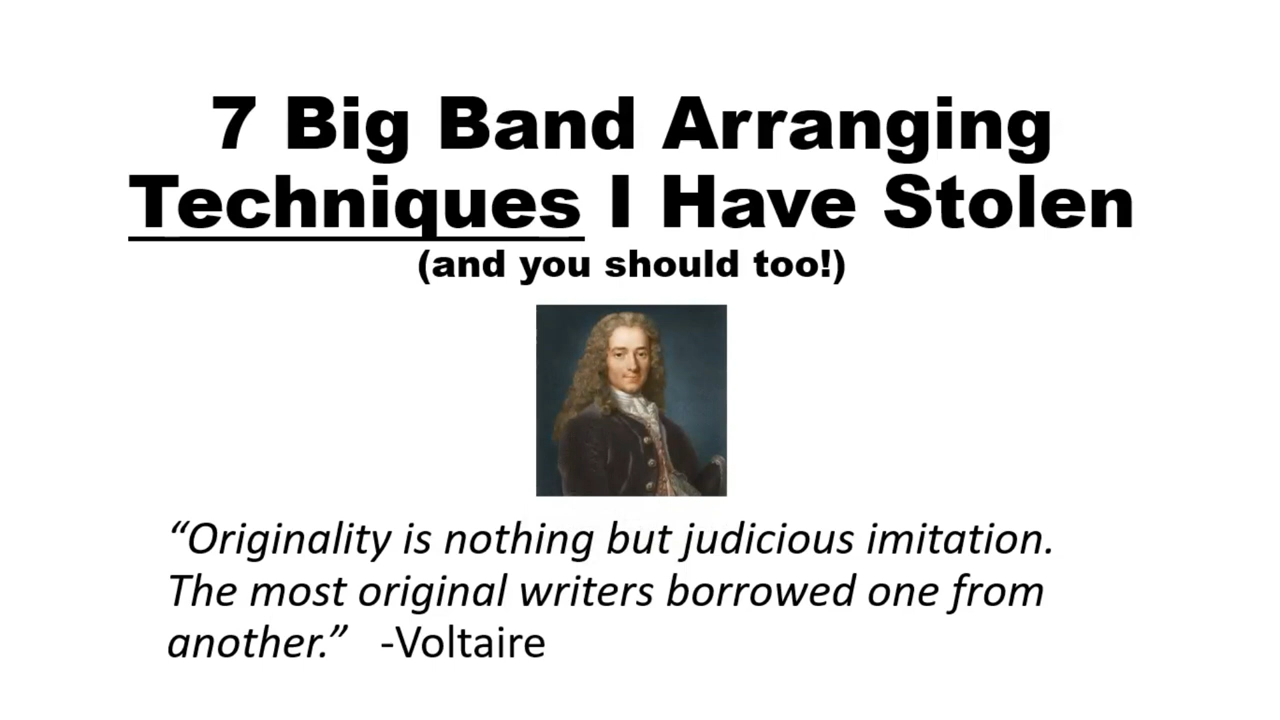 7 Big Band Arranging
Techniques I Have Stolen
(and you should too!)
“Originality is nothing but judicious imitation.
The most original writers borrowed one from
another.” -Voltaire